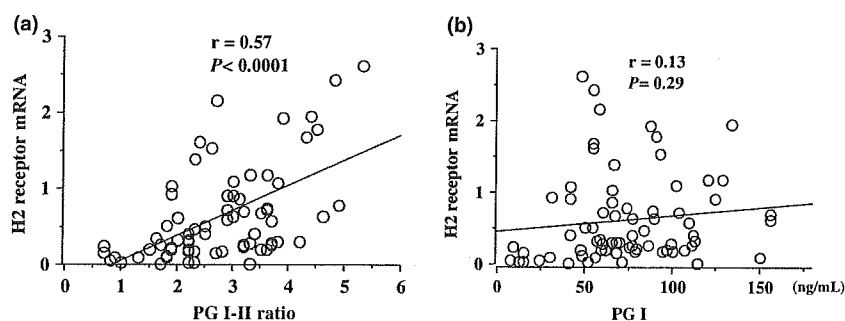 (a)
r = 0.57
P< 0.0001
H2 receptor mRNA
3
2
1
0
0 1 2 3 4 5 6
PG I-II ratio
(b)
r = 0.13
P= 0.29
H2 receptor mRNA
3
2
1
0
0 50 100 150 (ng/mL)
PG I